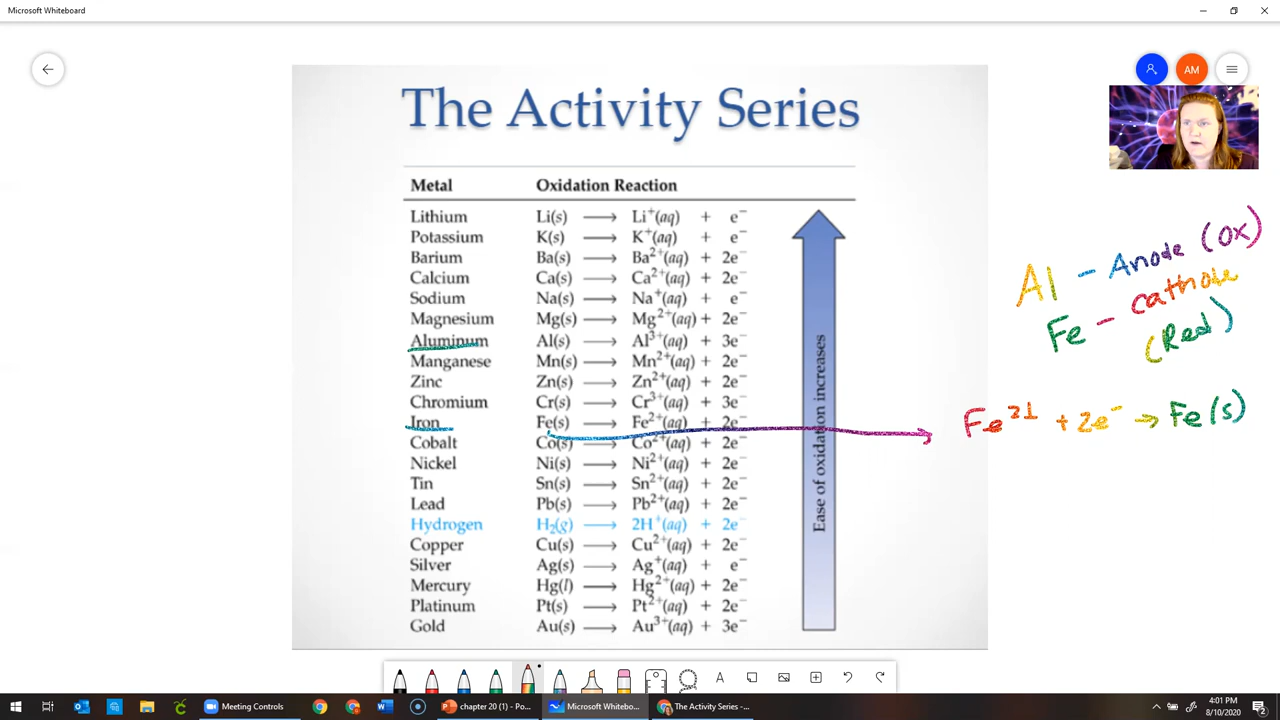 Microsoft Whiteboard
AM
The Activity Series
Metal Oxidation Reaction
Lithium Li(s) ⟶ Li⁺(aq) + e⁻
Potassium K(s) ⟶ K⁺(aq) + e⁻
Barium Ba(s) ⟶ Ba²⁺(aq) + 2e⁻
Calcium Ca(s) ⟶ Ca²⁺(aq) + 2e⁻
Sodium Na(s) ⟶ Na⁺(aq) + e⁻
Magnesium Mg(s) ⟶ Mg²⁺(aq) + 2e⁻
Aluminum Al(s) ⟶ Al³⁺(aq) + 3e⁻
Manganese Mn(s) ⟶ Mn²⁺(aq) + 2e⁻
Zinc Zn(s) ⟶ Zn²⁺(aq) + 2e⁻
Chromium Cr(s) ⟶ Cr³⁺(aq) + 3e⁻
Iron Fe(s) ⟶ Fe²⁺(aq) + 2e⁻
Cobalt Co(s) ⟶ Co²⁺(aq) + 2e⁻
Nickel Ni(s) ⟶ Ni²⁺(aq) + 2e⁻
Tin Sn(s) ⟶ Sn²⁺(aq) + 2e⁻
Lead Pb(s) ⟶ Pb²⁺(aq) + 2e⁻
Hydrogen H₂(g) ⟶ 2H⁺(aq) + 2e⁻
Copper Cu(s) ⟶ Cu²⁺(aq) + 2e⁻
Silver Ag(s) ⟶ Ag⁺(aq) + e⁻
Mercury Hg(l) ⟶ Hg²⁺(aq) + 2e⁻
Platinum Pt(s) ⟶ Pt²⁺(aq) + 2e⁻
Gold Au(s) ⟶ Au³⁺(aq) + 3e⁻
Ease of oxidation increases
Al - Anode (OX)
Fe - cathode
(Red)
Fe²⁺ + 2e⁻ → Fe(s)
A
Meeting Controls
chapter 20 (1) - Po...
Microsoft Whitebo...
The Activity Series -...
4:01 PM
8/10/2020
2